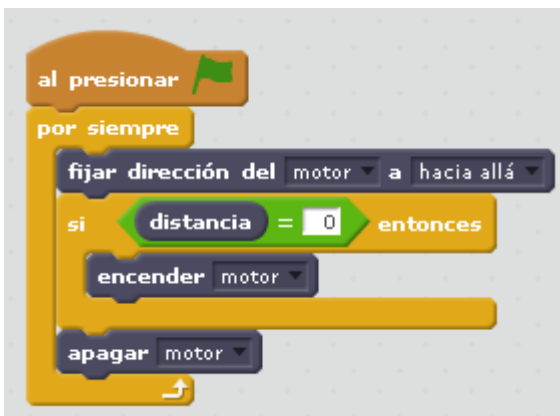 al presionar
por siempre
fijar dirección del motor a hacia allá
si distancia = 0 entonces
encender motor
apagar motor